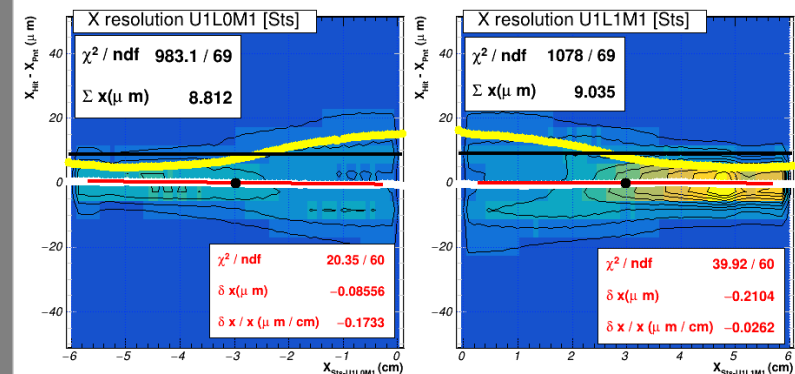 X resolution U1L0M1 [Sts]
χ² / ndf 983.1 / 69
Σ x(μ m) 8.812
X_Hit - X_Pnt (μ m)
40
20
0
−20
−40
χ² / ndf 20.35 / 60
δ x(μ m) −0.08556
δ x / x (μ m / cm) −0.1733
−6 −5 −4 −3 −2 −1 0
X_Sts-U1L0M1 (cm)
X resolution U1L1M1 [Sts]
χ² / ndf 1078 / 69
Σ x(μ m) 9.035
X_Hit - X_Pnt (μ m)
40
20
0
−20
−40
χ² / ndf 39.92 / 60
δ x(μ m) −0.2104
δ x / x (μ m / cm) −0.0262
0 1 2 3 4 5 6
X_Sts-U1L1M1 (cm)